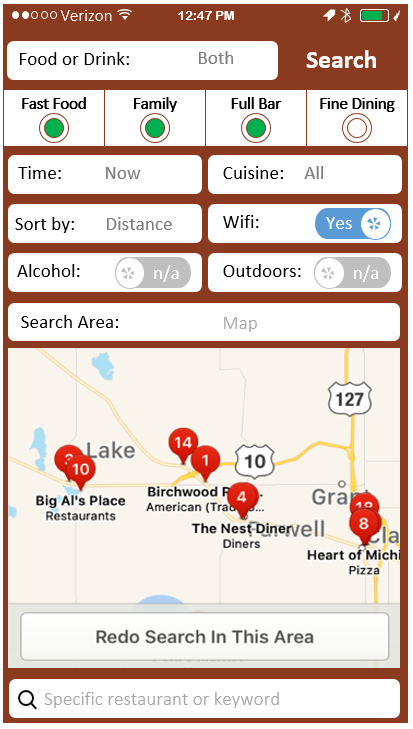 Verizon 12:47 PM
Food or Drink: Both Search
Fast Food Family Full Bar Fine Dining
Time: Now Cuisine: All
Sort by: Distance Wifi: Yes
Alcohol: n/a Outdoors: n/a
Search Area: Map
127
14
Lake
1
10
10
Big Al's Place
Restaurants
Birchwood
American
4
18
8
The Nest Diner
Diners
Farwell
Heart of Michi
Pizza
Redo Search In This Area
Specific restaurant or keyword